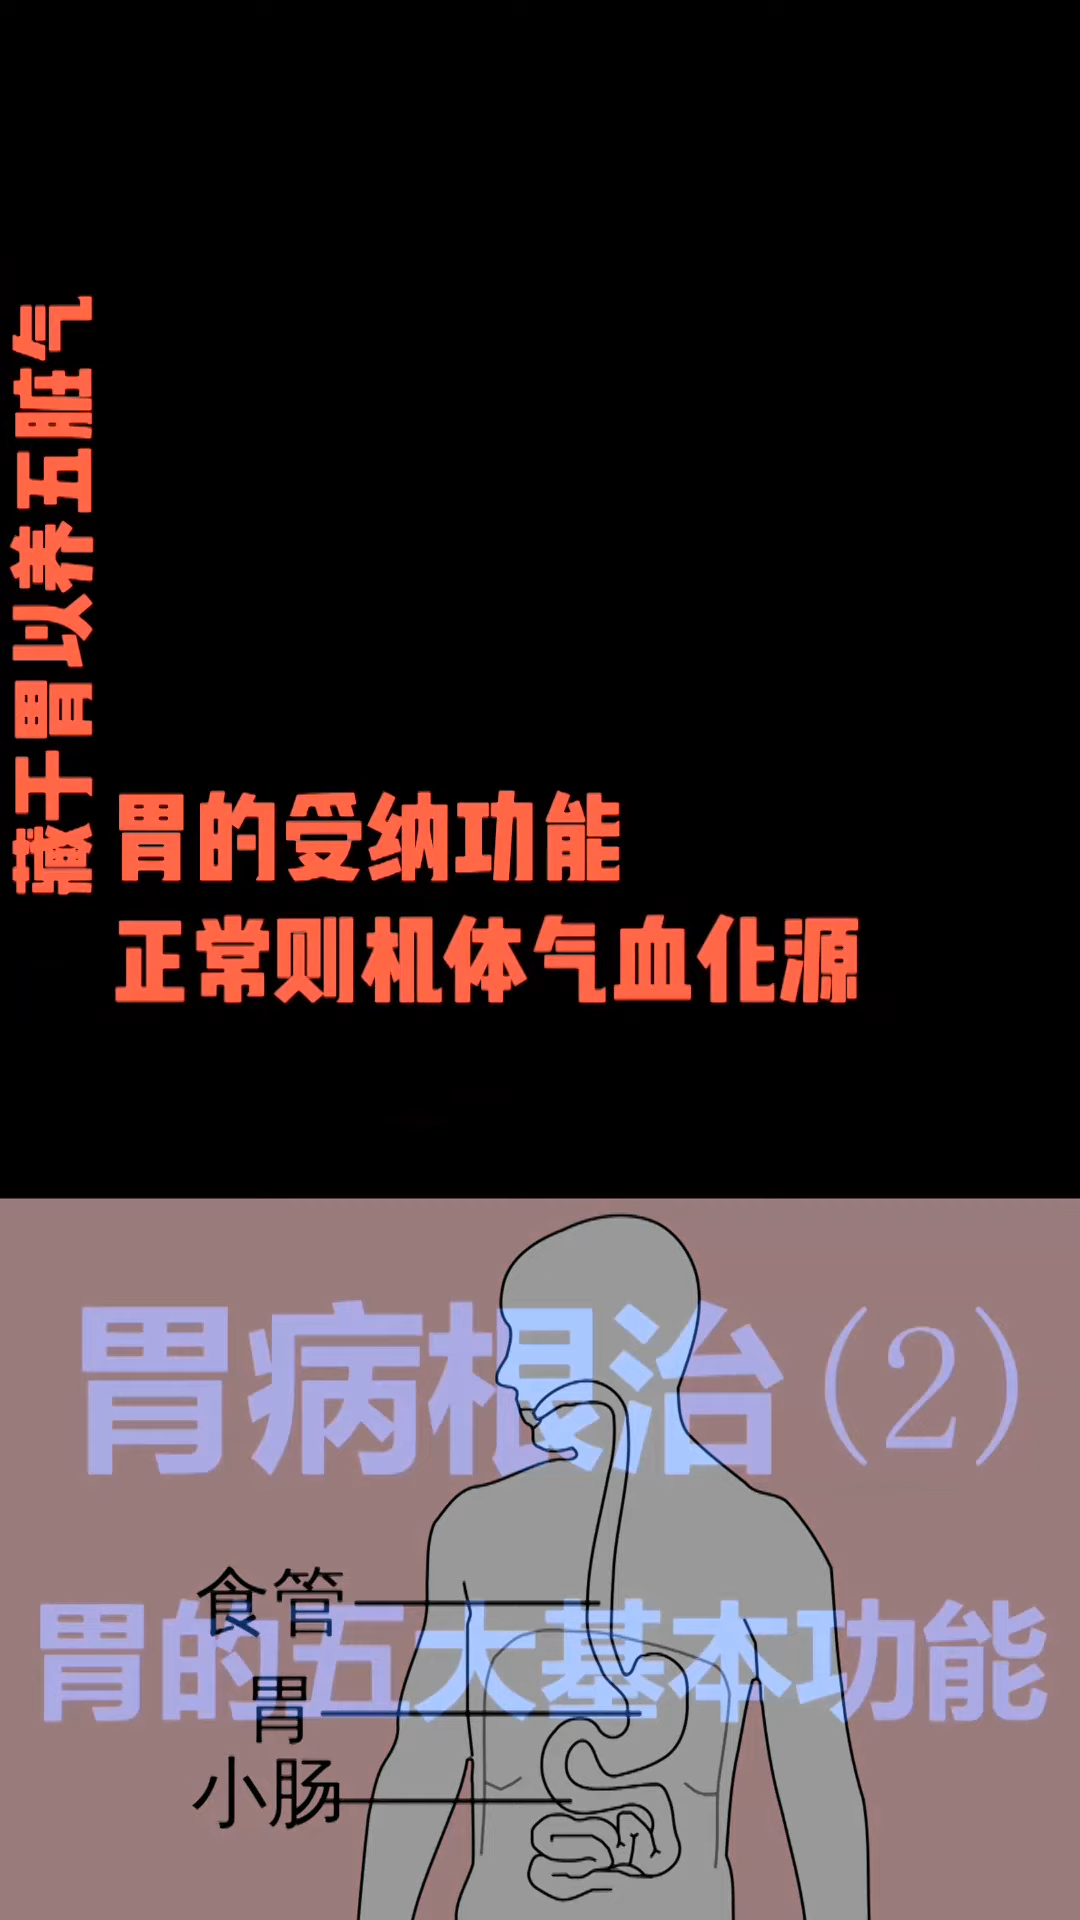 藏于胃以养五脏气
胃的受纳功能
正常则机体气血化源
胃病根治(2)
食管
胃的五大基本功能
胃
小肠